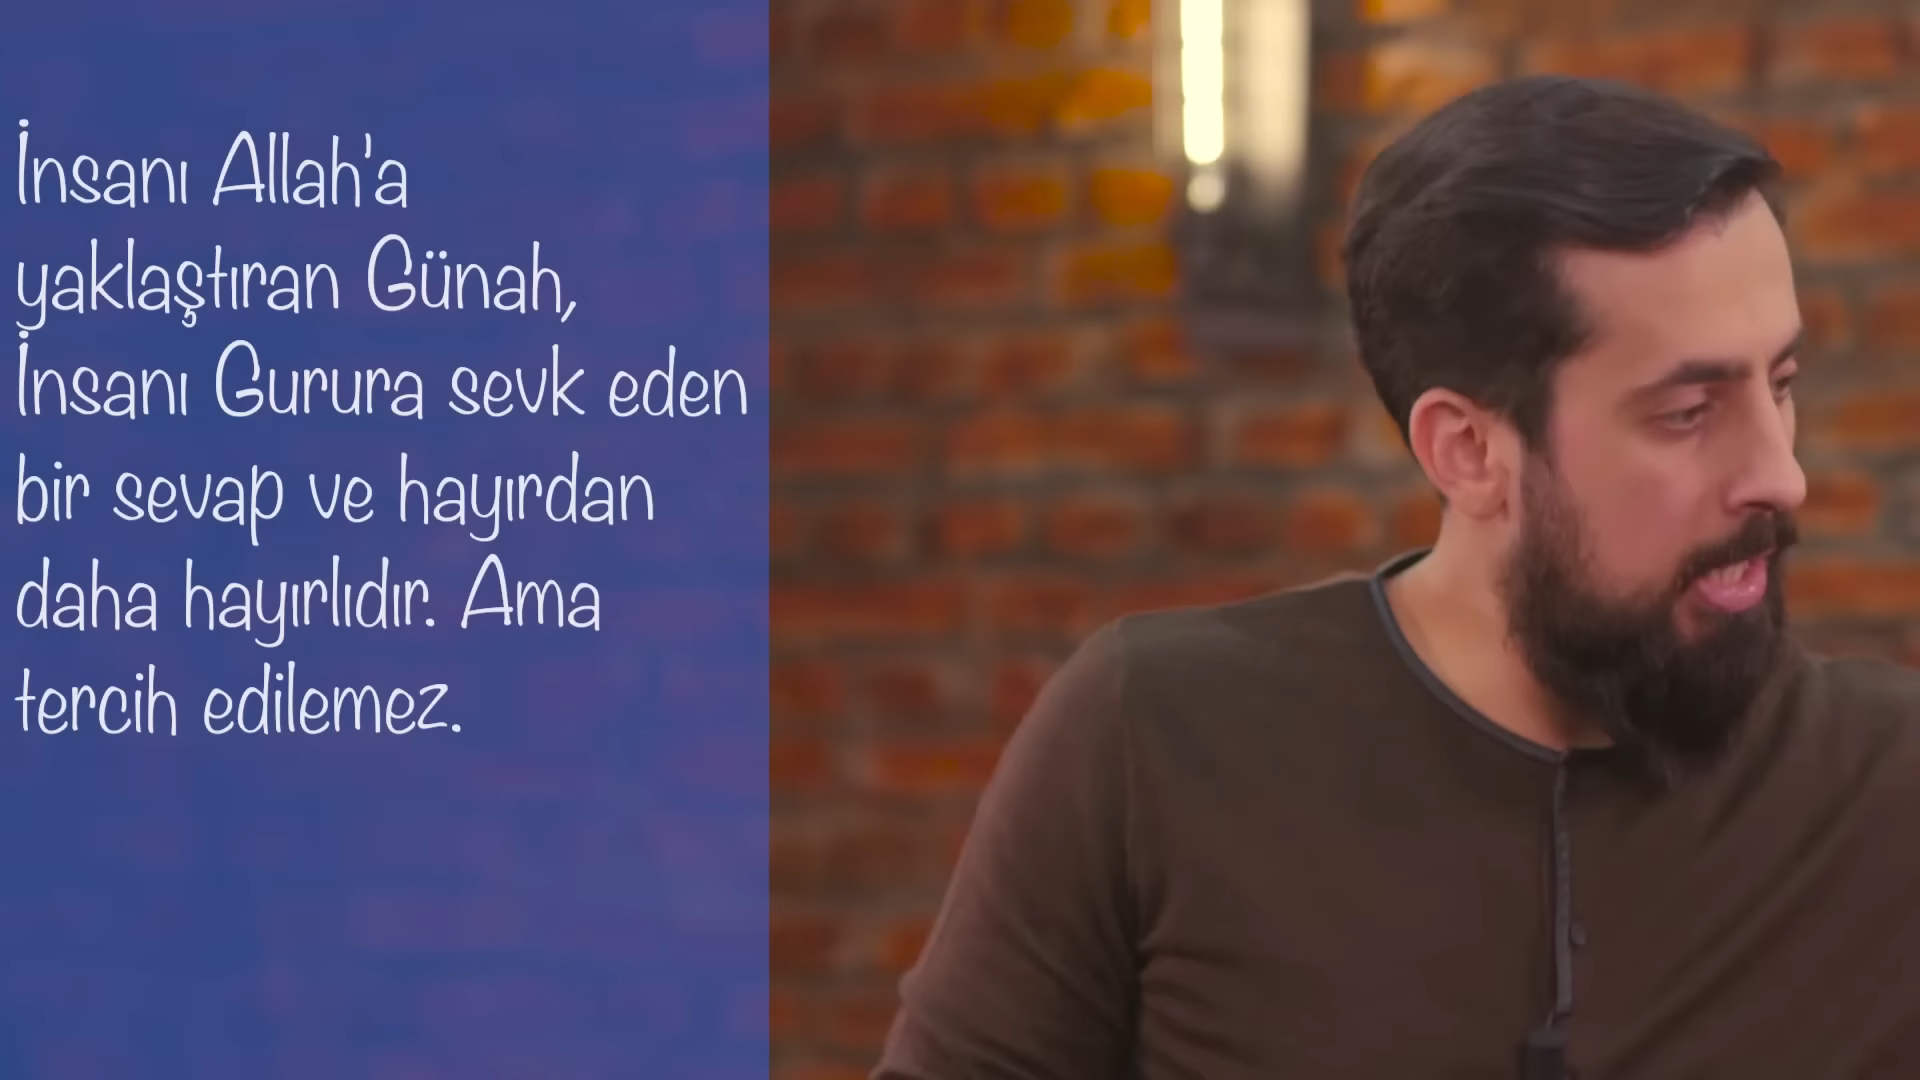 İnsanı Allah'a
yaklaştıran Günah,
İnsanı Gurura sevk eden
bir sevap ve hayırdan
daha hayırlıdır. Ama
tercih edilemez.